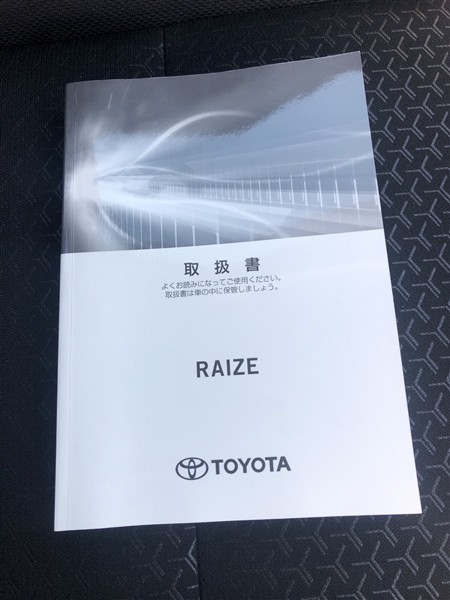 取扱書
よくお読みになってご使用ください。
取扱書は車の中に保管しましょう。
RAIZE
TOYOTA